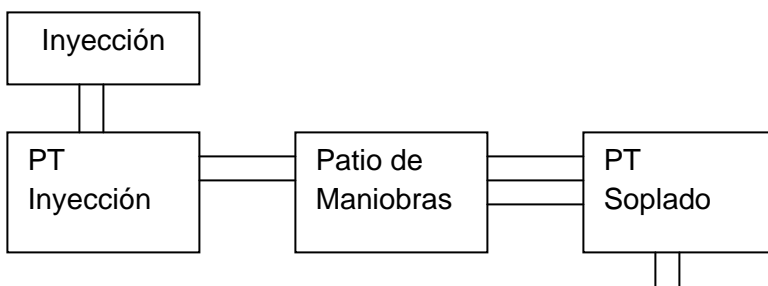 Inyección
PT
Inyección
Patio de
Maniobras
PT
Soplado